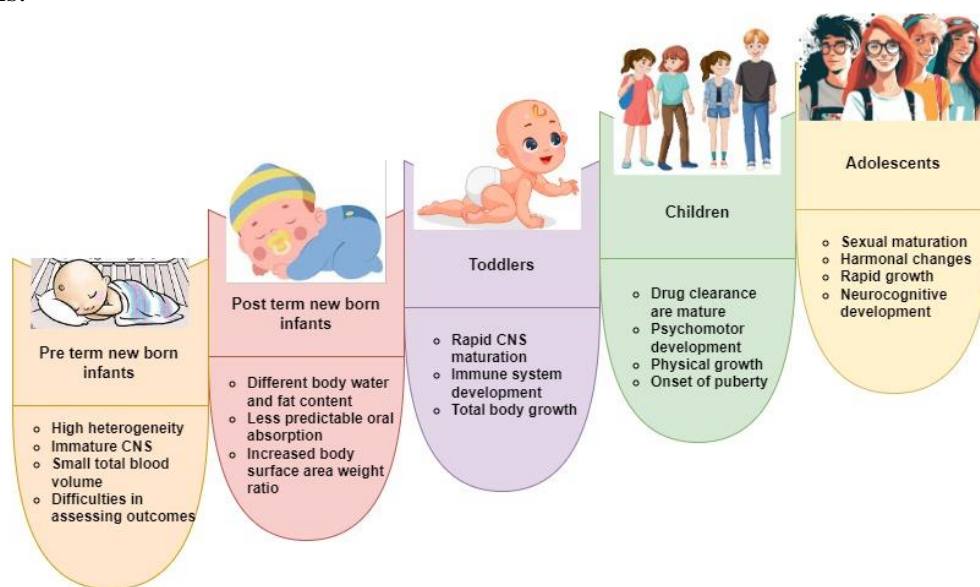 Pre term new born
infants
High heterogeneity
Immature CNS
Small total blood
volume
Difficulties in
assessing outcomes
Post term new born
infants
Different body water
and fat content
Less predictable oral
absorption
Increased body
surface area weight
ratio
Toddlers
Rapid CNS
maturation
Immune system
development
Total body growth
Children
Drug clearance
are mature
Psychomotor
development
Physical growth
Onset of puberty
Adolescents
Sexual maturation
Harmonal changes
Rapid growth
Neurocognitive
development